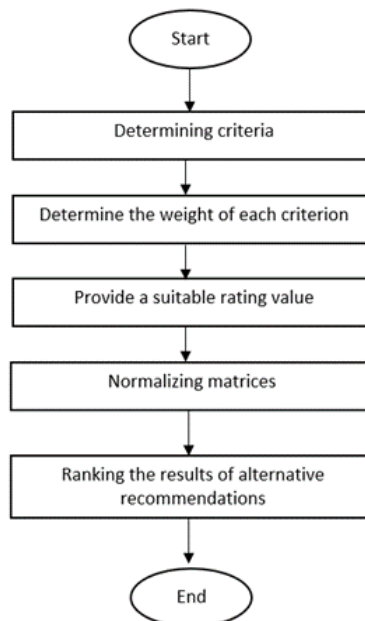 Start
Determining criteria
Determine the weight of each criterion
Provide a suitable rating value
Normalizing matrices
Ranking the results of alternative
recommendations
End